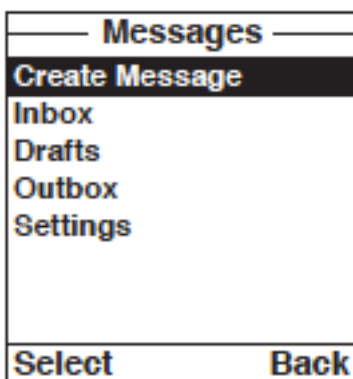 Messages
Create Message
Inbox
Drafts
Outbox
Settings
Select Back